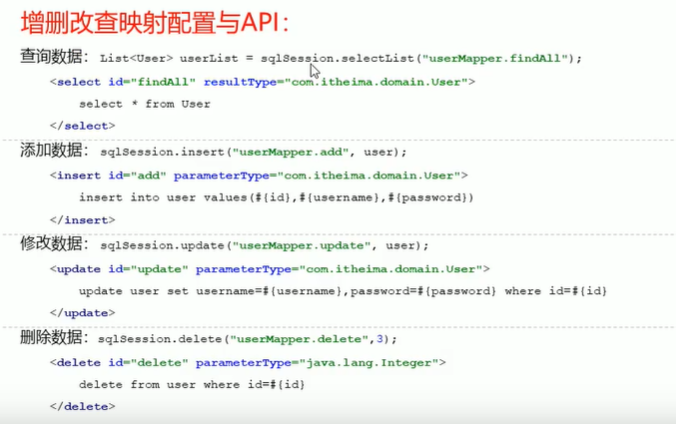 增删改查映射配置与API：
查询数据：List<User> userList = sqlSession.selectList("userMapper.findAll");
<select id="findAll" resultType="com.itheima.domain.User">
select * from User
</select>
添加数据：sqlSession.insert("userMapper.add", user);
<insert id="add" parameterType="com.itheima.domain.User">
insert into user values(#{id},#{username},#{password})
</insert>
修改数据：sqlSession.update("userMapper.update", user);
<update id="update" parameterType="com.itheima.domain.User">
update user set username=#{username},password=#{password} where id=#{id}
</update>
删除数据：sqlSession.delete("userMapper.delete",3);
<delete id="delete" parameterType="java.lang.Integer">
delete from user where id=#{id}
</delete>